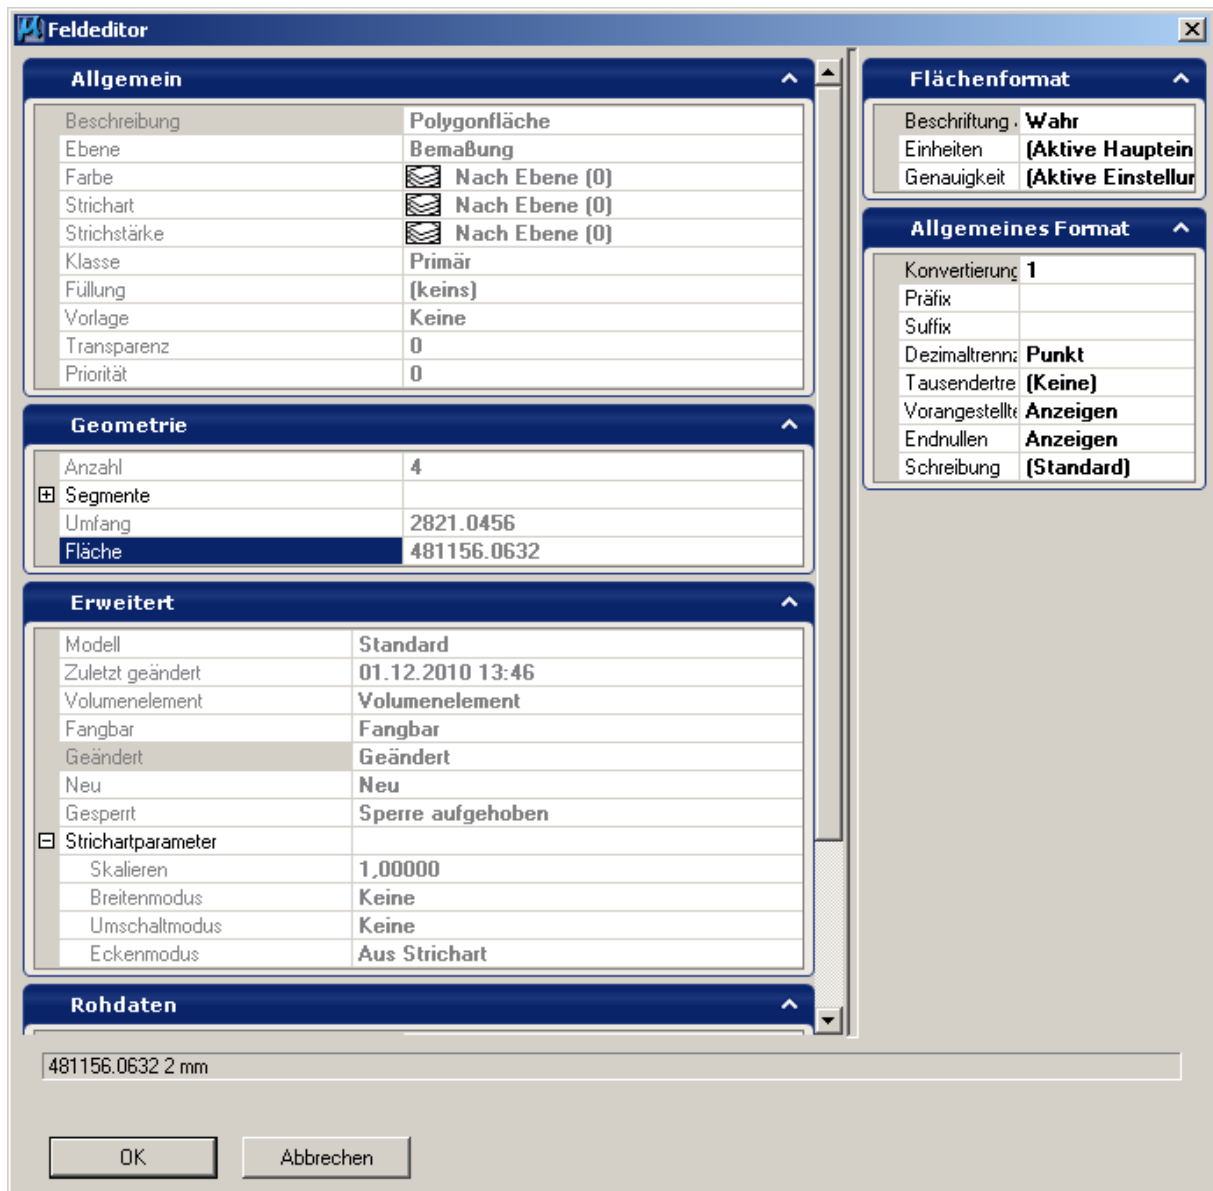 Feldeditor
Allgemein
Beschreibung Polygonfläche
Ebene Bemaßung
Farbe Nach Ebene (0)
Strichart Nach Ebene (0)
Strichstärke Nach Ebene (0)
Klasse Primär
Füllung (keins)
Vorlage Keine
Transparenz 0
Priorität 0
Geometrie
Anzahl 4
Segmente
Umfang 2821.0456
Fläche 481156.0632
Erweitert
Modell Standard
Zuletzt geändert 01.12.2010 13:46
Volumenelement Volumenelement
Fangbar Fangbar
Geändert Geändert
Neu Neu
Gesperrt Sperre aufgehoben
Strichartparameter
Skalieren 1,00000
Breitenmodus Keine
Umschaltmodus Keine
Eckenmodus Aus Strichart
Rohdaten
Flächenformat
Beschriftung Wahr
Einheiten (Aktive Hauptein
Genauigkeit (Aktive Einstellur
Allgemeines Format
Konvertierung 1
Präfix
Suffix
Dezimaltrennz Punkt
Tausendertre (Keine)
Vorangestellte Anzeigen
Endnullen Anzeigen
Schreibung (Standard)
481156.0632 2 mm
OK Abbrechen